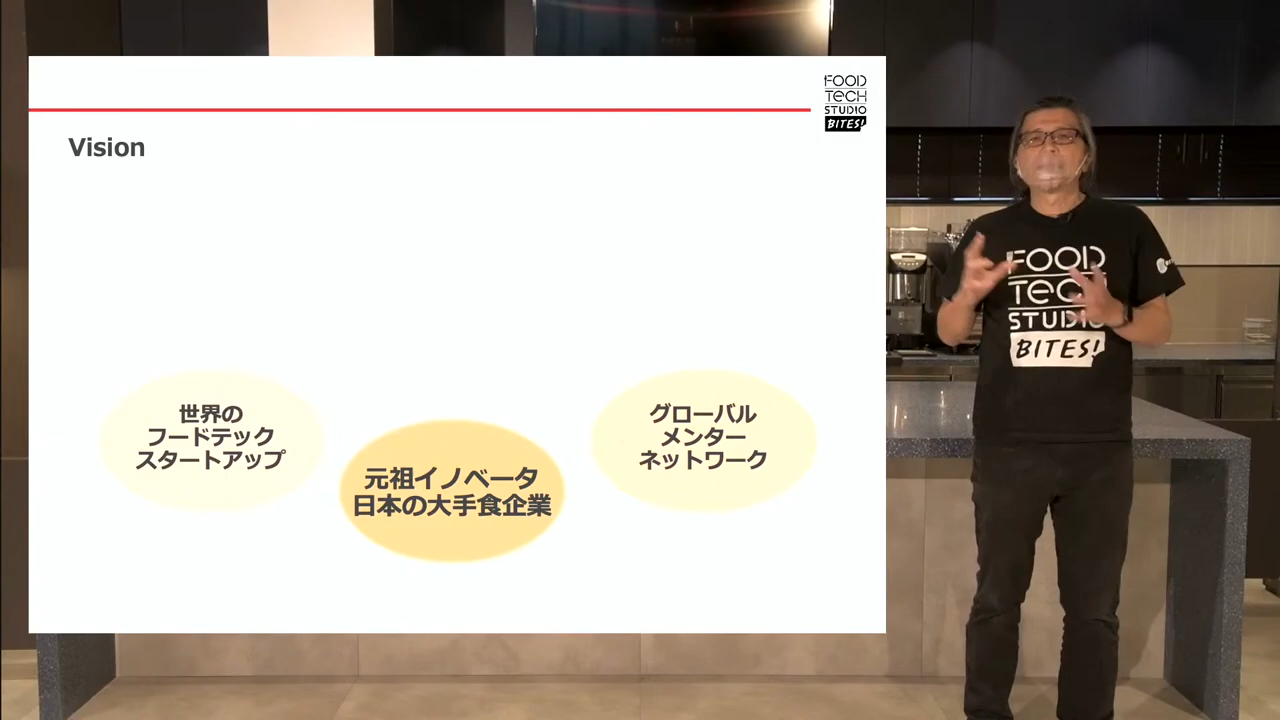 FOOD
TECH
STUDIO
BITES!
Vision
世界の
フードテック
スタートアップ
元祖イノベータ
日本の大手食企業
グローバル
メンター
ネットワーク
FOOD
TECH
STUDIO
BITES!